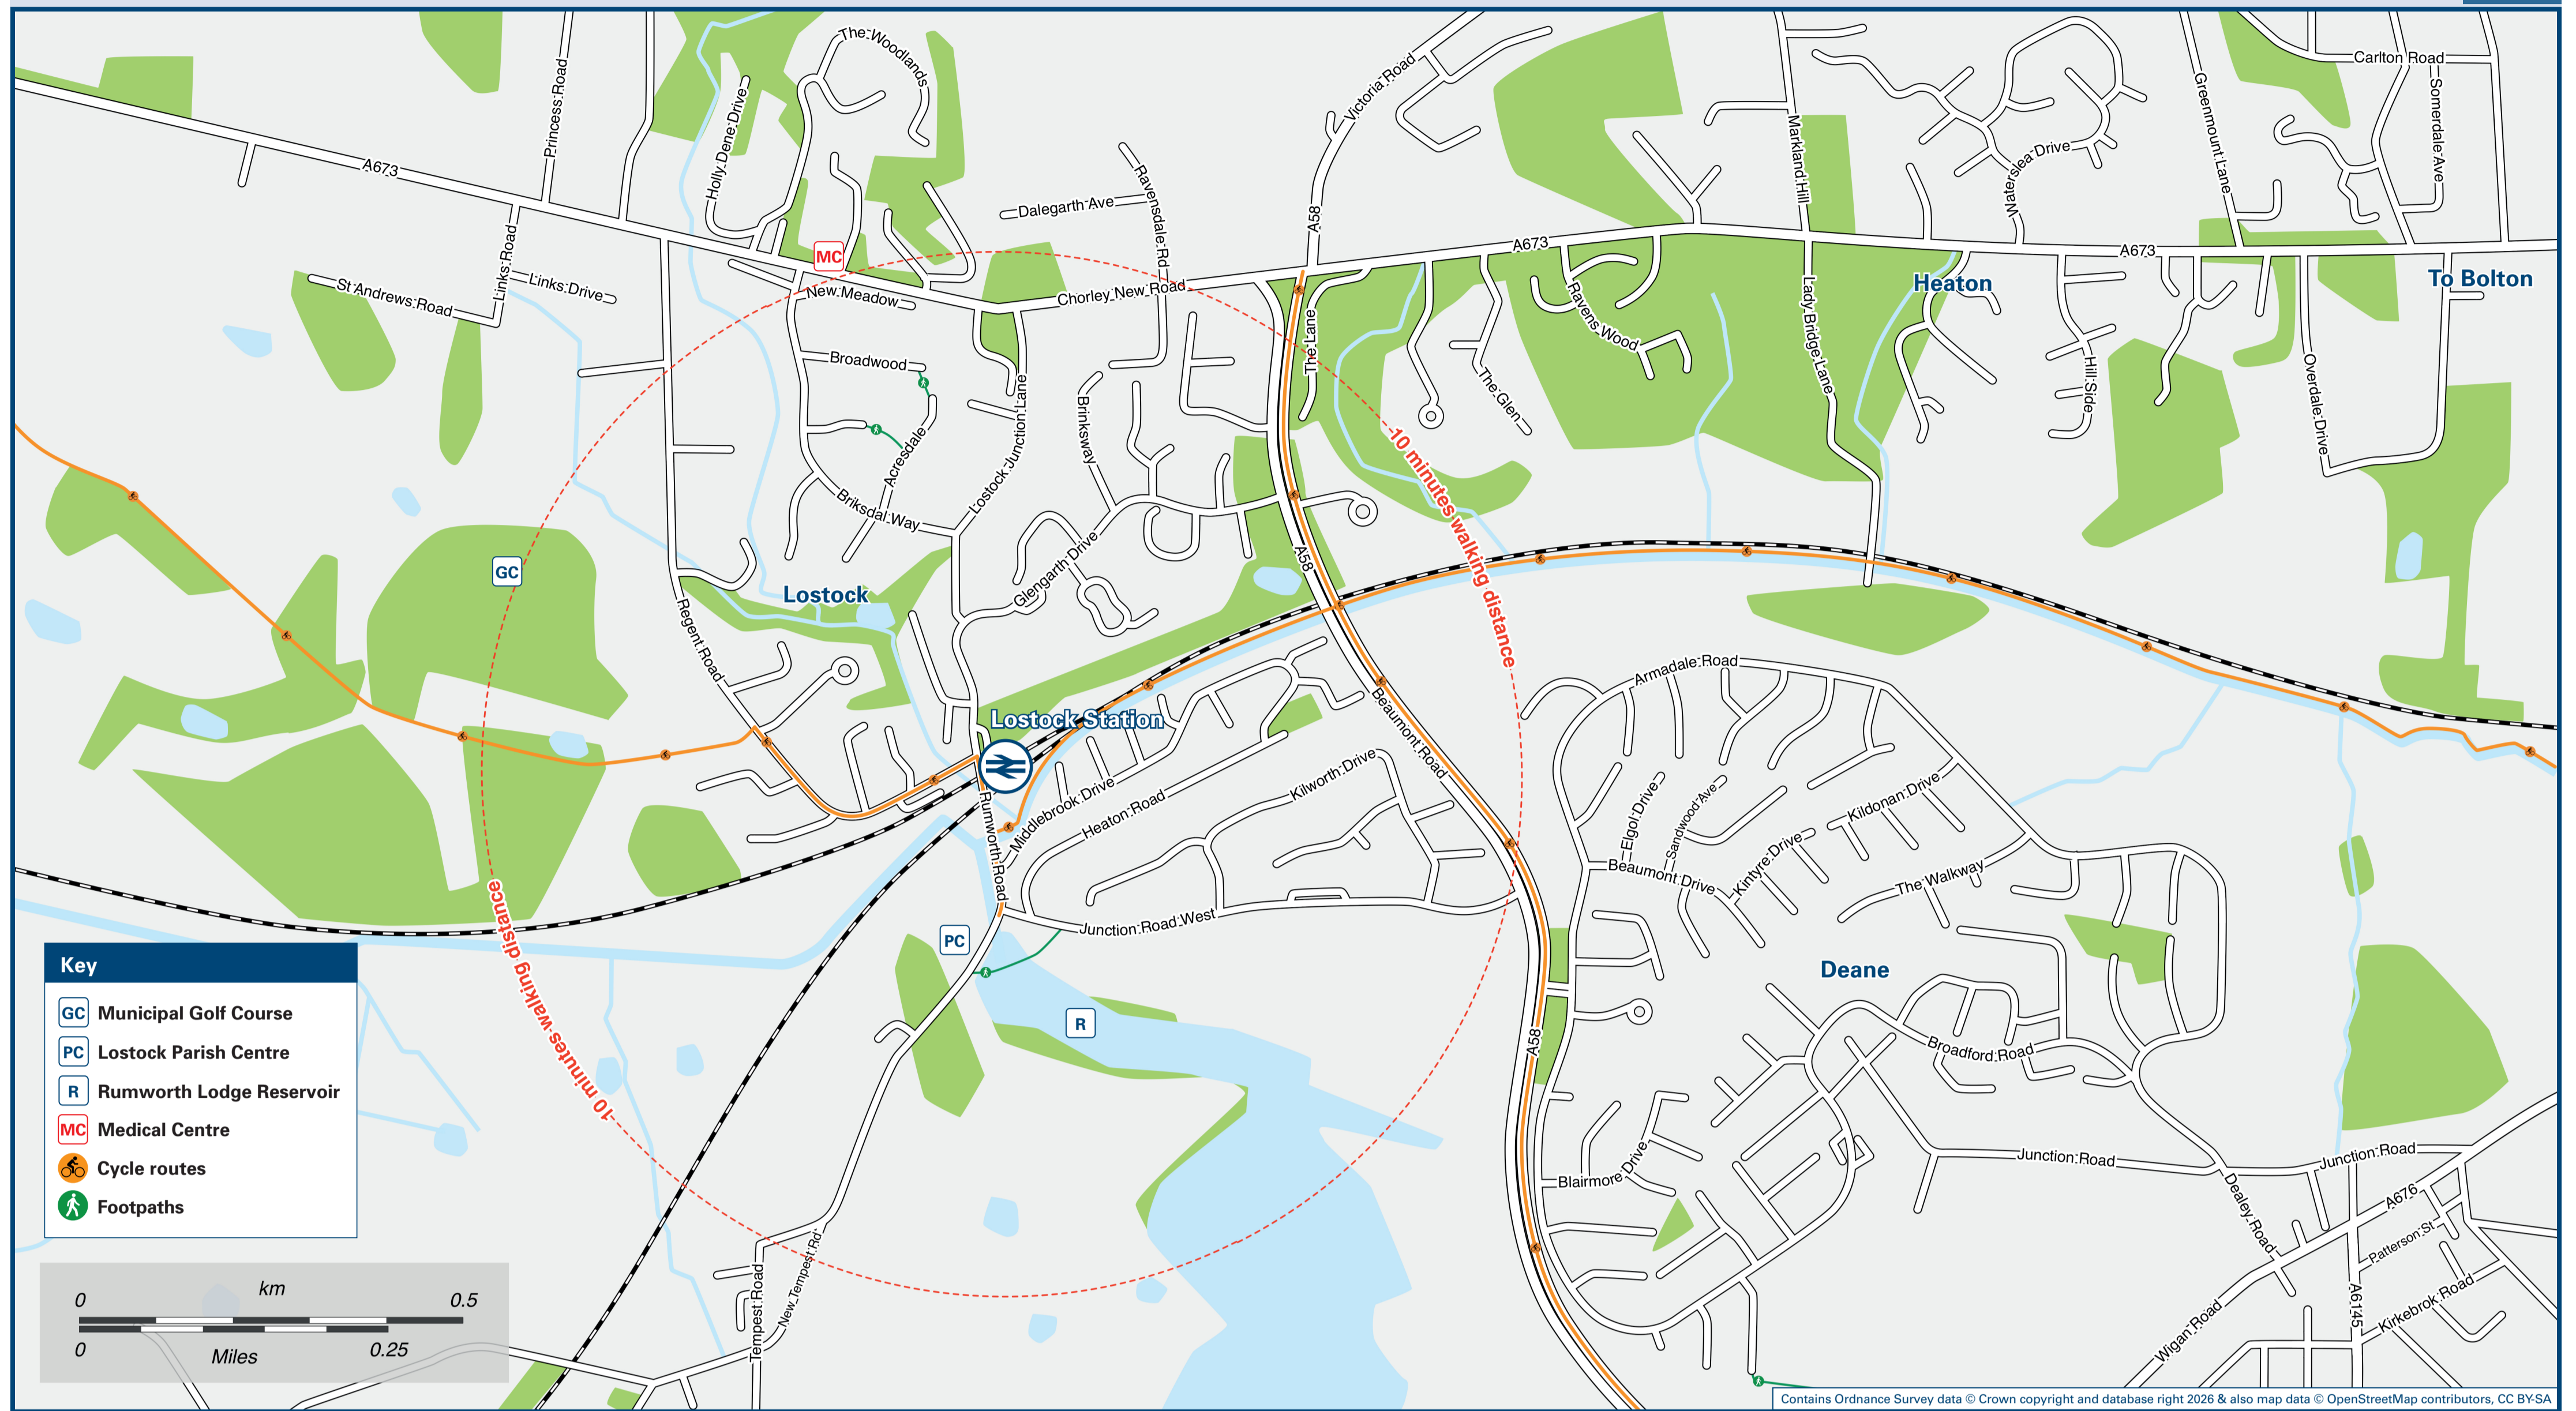 The Woodlands
Carlton Road
Princess Road
Victoria Road
Greenmount Lane
Somerdale Ave
Holly Dene Drive
Markland Hill
A673
Waterslea Drive
Ravensdale Rd
Dalegarth Ave
A58
A673
A673
MC
Links Road
Links Drive
St Andrews Road
New Meadow
Chorley New Road
Heaton
To Bolton
The Lane
Ravens Wood
Lady Bridge Lane
Broadwood
The Glen
Hill Side
Overdale Drive
Brinksway
Lostock Junction Lane
Acresdale
10 minutes walking distance
Briksdal Way
GC
Lostock
Glengarth Drive
A58
Regent Road
Armadale Road
Lostock Station
Beaumont Road
Kilworth Drive
Rumworth Road
Middlebrook Drive
Heaton Road
Elgol Drive
Sandwood Ave
Kildonan Drive
Beaumont Drive
Kintyre Drive
The Walkway
10 minutes walking distance
Junction Road West
PC
Deane
R
A58
Broadford Road
Blairmore Drive
Junction Road
Junction Road
Dealey Road
A676
Patterson St
A6145
Kirkebrok Road
Wigan Road
Tempest Road
New Tempest Rd
Key
GC Municipal Golf Course
PC Lostock Parish Centre
R Rumworth Lodge Reservoir
MC Medical Centre
Cycle routes
Footpaths
km
0 0.5
0 Miles 0.25
Contains Ordnance Survey data © Crown copyright and database right 2026 & also map data © OpenStreetMap contributors, CC BY-SA